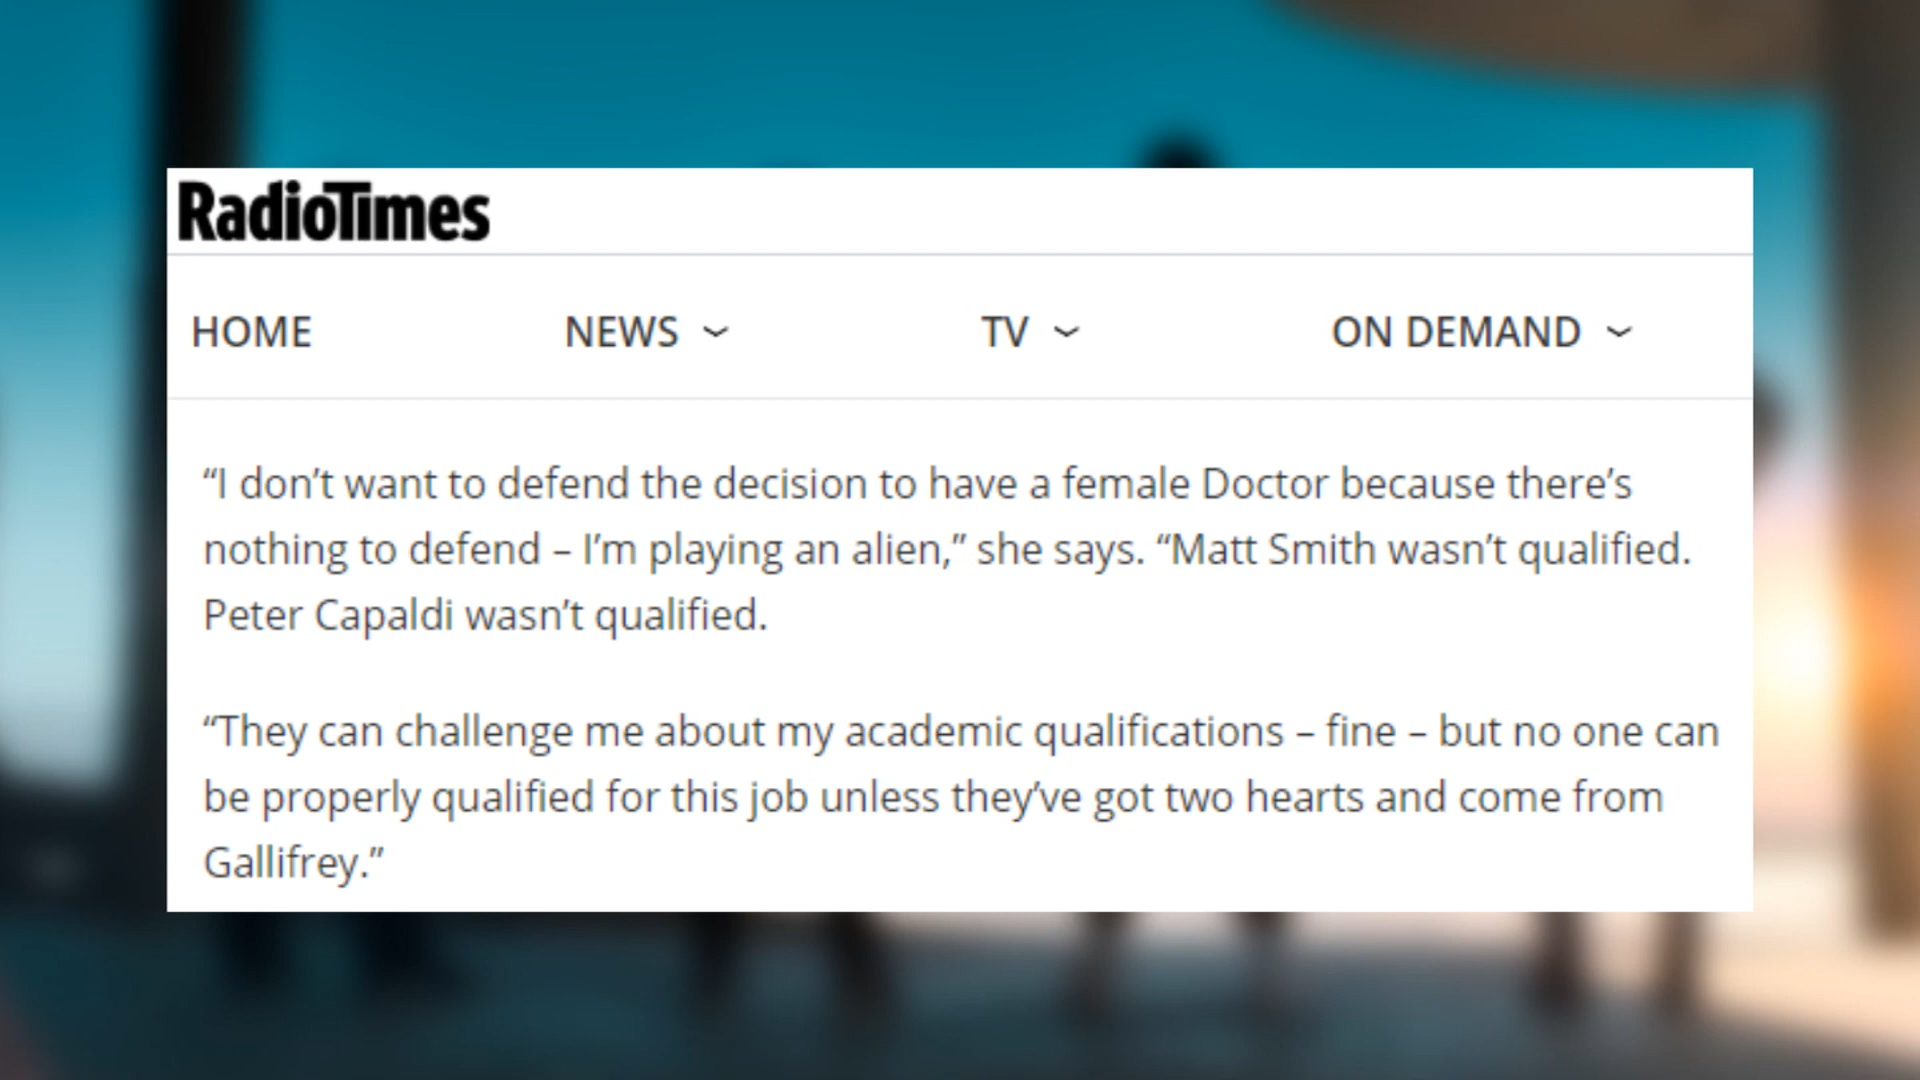 RadioTimes
HOME NEWS TV ON DEMAND
“I don’t want to defend the decision to have a female Doctor because there’s
nothing to defend – I’m playing an alien,” she says. “Matt Smith wasn’t qualified.
Peter Capaldi wasn’t qualified.
“They can challenge me about my academic qualifications – fine – but no one can
be properly qualified for this job unless they’ve got two hearts and come from
Gallifrey.”